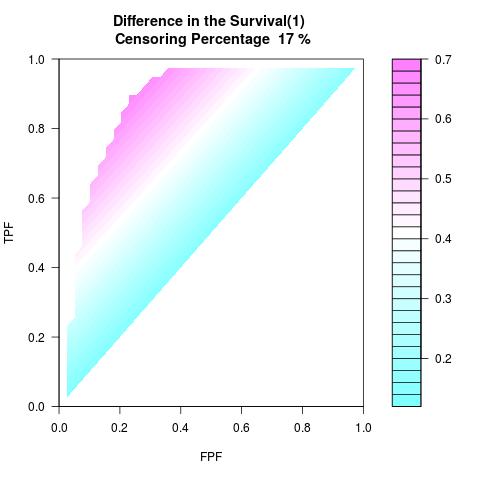 Difference in the Survival(1)
Censoring Percentage 17 %
1.0
0.8
0.6
0.4
0.2
0.0
TPF
0.0 0.2 0.4 0.6 0.8 1.0
FPF
0.7
0.6
0.5
0.4
0.3
0.2